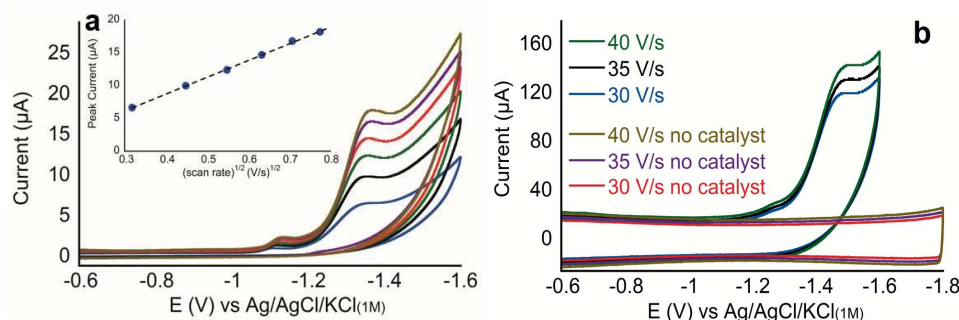 a
25
20
15
10
5
0
Current (µA)
-0.6
-0.8
-1
-1.2
-1.4
-1.6
E (V) vs Ag/AgCl/KCl(1M)
20
15
10
5
0
Peak Current (µA)
0.3
0.4
0.5
0.6
0.7
0.8
(scan rate)1/2 (V/s)1/2
b
160
120
80
40
0
Current (µA)
40 V/s
35 V/s
30 V/s
40 V/s no catalyst
35 V/s no catalyst
30 V/s no catalyst
-0.6
-0.8
-1
-1.2
-1.4
-1.6
-1.8
E (V) vs Ag/AgCl/KCl(1M)